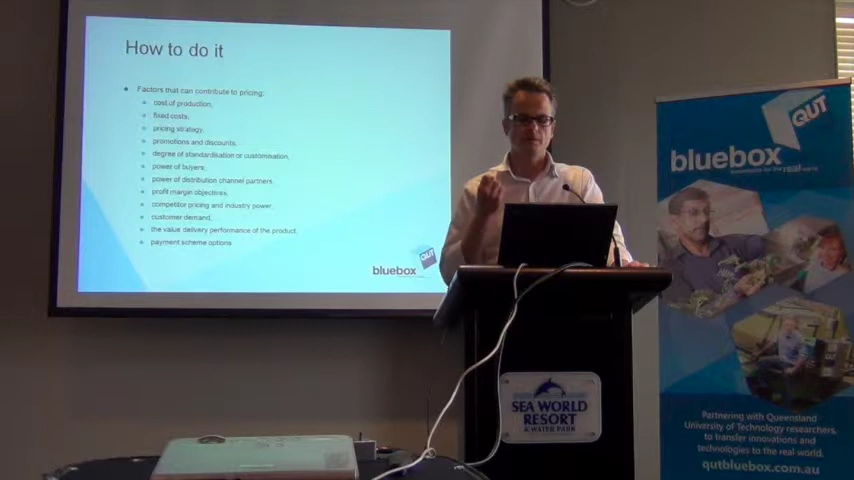 How to do it
Factors that can contribute to pricing:
cost of production,
fixed costs,
pricing strategy,
promotions and discounts,
degree of standardisation or customisation,
power of buyers,
power of distribution channel partners,
profit margin objectives,
competitor pricing and industry power,
customer demand,
the value delivery performance of the product,
payment scheme options
QUT
bluebox
SEA WORLD
RESORT
& WATER PARK
QUT
bluebox
Partnering with Queensland
University of Technology researchers,
to transfer innovations and
technologies to the real world.
qutbluebox.com.au